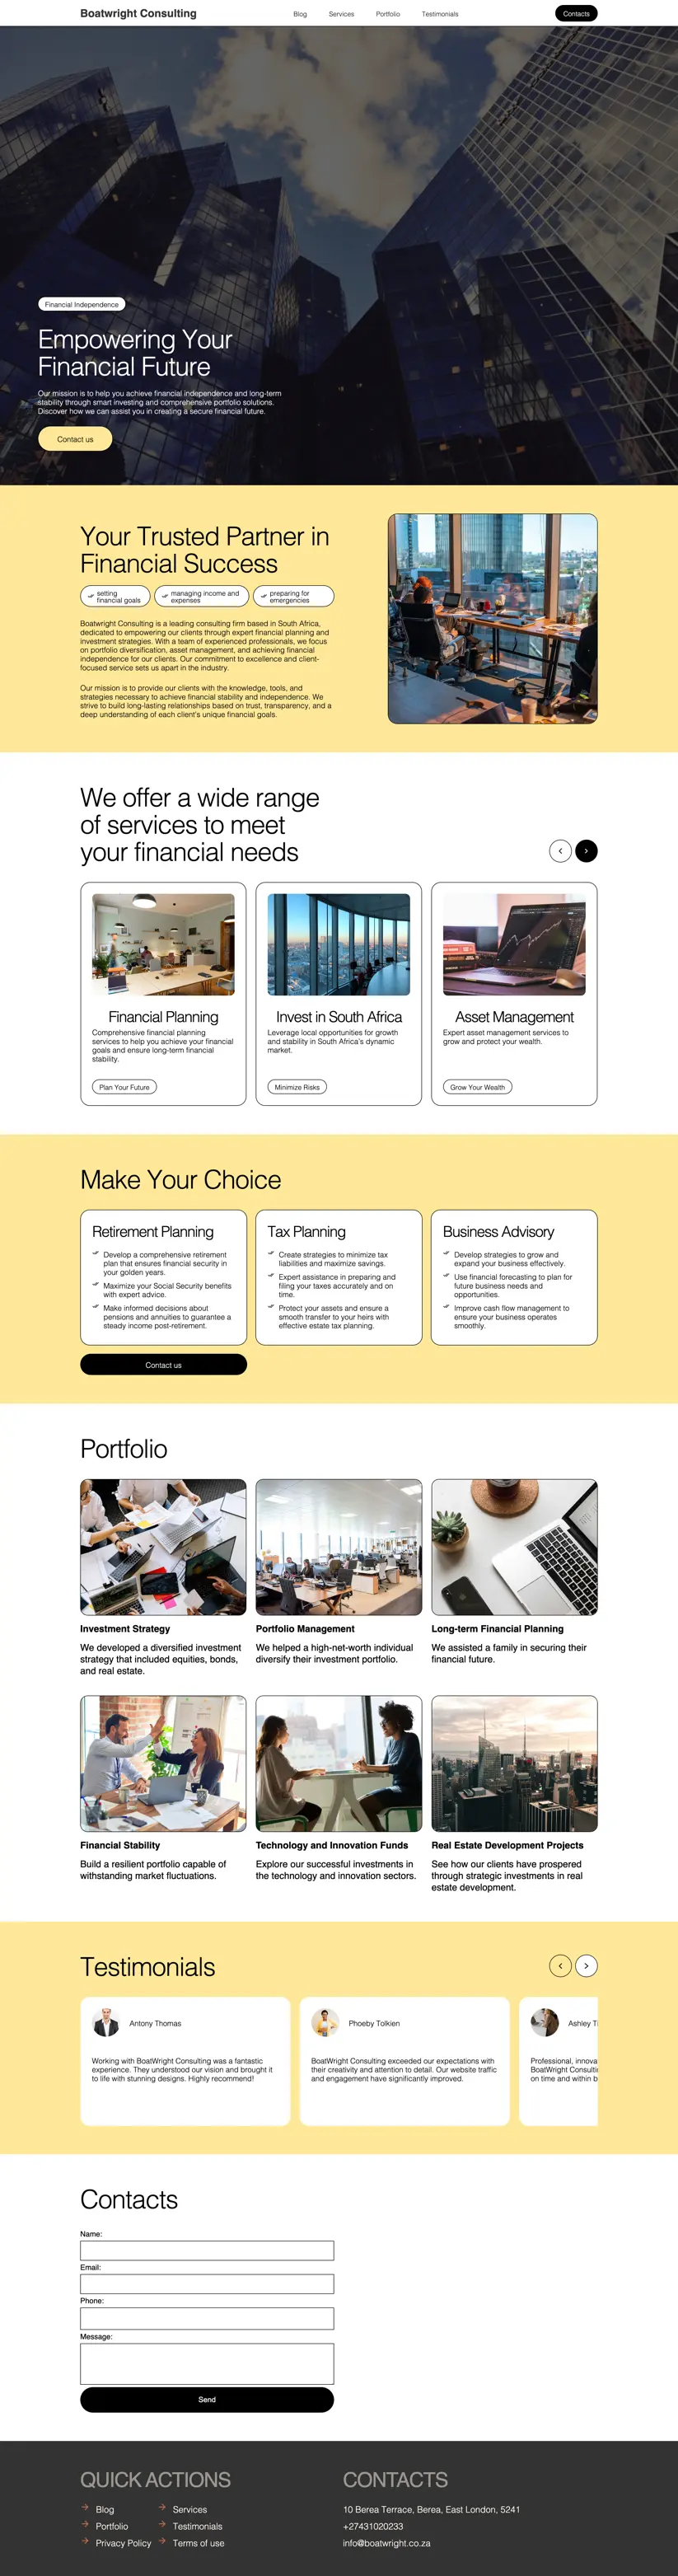 Boatwright Consulting
Blog
Services
Portfolio
Testimonials
Contacts
Financial Independence
Empowering Your
Financial Future
Our mission is to help you achieve financial independence and long-term
stability through smart investing and comprehensive portfolio solutions.
Discover how we can assist you in creating a secure financial future.
Contact us
Your Trusted Partner in
Financial Success
setting
financial goals
managing income and
expenses
preparing for
emergencies
Boatwright Consulting is a leading consulting firm based in South Africa,
dedicated to empowering our clients through expert financial planning and
investment strategies. With a team of experienced professionals, we focus
on portfolio diversification, asset management, and achieving financial
independence for our clients. Our commitment to excellence and client-
focused service sets us apart in the industry.
Our mission is to provide our clients with the knowledge, tools, and
strategies necessary to achieve financial stability and independence. We
strive to build long-lasting relationships based on trust, transparency, and a
deep understanding of each client's unique financial goals.
We offer a wide range
of services to meet
your financial needs
Financial Planning
Comprehensive financial planning
services to help you achieve your financial
goals and ensure long-term financial
stability.
Plan Your Future
Invest in South Africa
Leverage local opportunities for growth
and stability in South Africa's dynamic
market.
Minimize Risks
Asset Management
Expert asset management services to
grow and protect your wealth.
Grow Your Wealth
Make Your Choice
Retirement Planning
Develop a comprehensive retirement
plan that ensures financial security in
your golden years.
Maximize your Social Security benefits
with expert advice.
Make informed decisions about
pensions and annuities to guarantee a
steady income post-retirement.
Tax Planning
Create strategies to minimize tax
liabilities and maximize savings.
Expert assistance in preparing and
filing your taxes accurately and on
time.
Protect your assets and ensure a
smooth transfer to your heirs with
effective estate tax planning.
Business Advisory
Develop strategies to grow and
expand your business effectively.
Use financial forecasting to plan for
future business needs and
opportunities.
Improve cash flow management to
ensure your business operates
smoothly.
Contact us
Portfolio
Investment Strategy
We developed a diversified investment
strategy that included equities, bonds,
and real estate.
Portfolio Management
We helped a high-net-worth individual
diversify their investment portfolio.
Long-term Financial Planning
We assisted a family in securing their
financial future.
Financial Stability
Build a resilient portfolio capable of
withstanding market fluctuations.
Technology and Innovation Funds
Explore our successful investments in
the technology and innovation sectors.
Real Estate Development Projects
See how our clients have prospered
through strategic investments in real
estate development.
Testimonials
Antony Thomas
Working with BoatWright Consulting was a fantastic
experience. They understood our vision and brought it
to life with stunning designs. Highly recommend!
Phoeby Tolkien
BoatWright Consulting exceeded our expectations with
their creativity and attention to detail. Our website traffic
and engagement have significantly improved.
Ashley Ti
Professional, innova
BoatWright Consulti
on time and within b
Contacts
Name:
Email:
Phone:
Message:
Send
QUICK ACTIONS
Blog
Services
Portfolio
Testimonials
Privacy Policy
Terms of use
CONTACTS
10 Berea Terrace, Berea, East London, 5241
+27431020233
info@boatwright.co.za